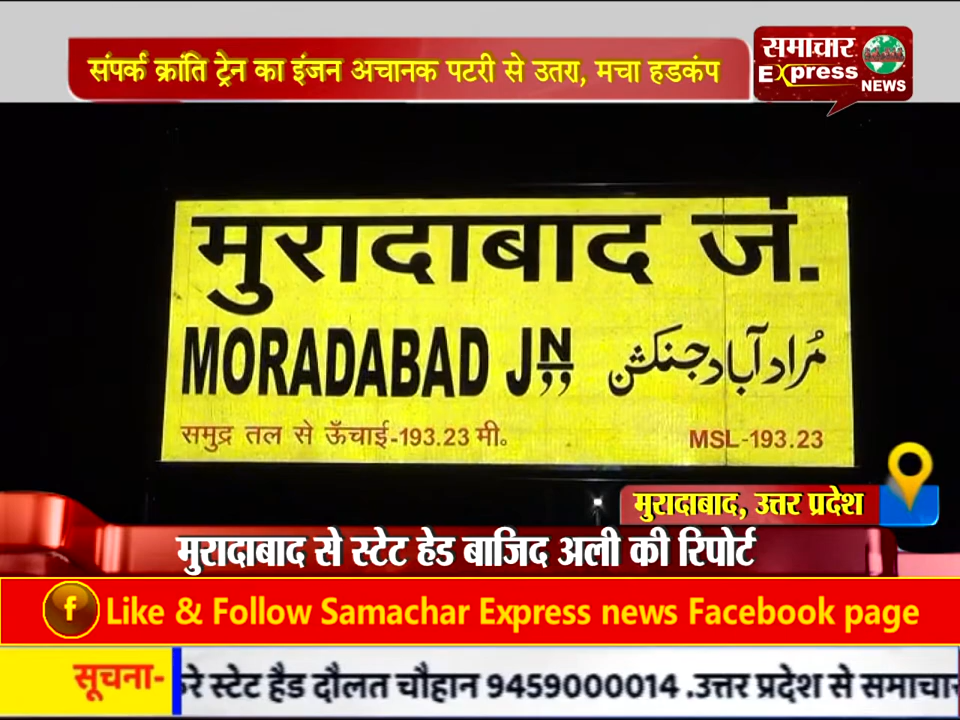 संपर्क क्रांति ट्रेन का इंजन अचानक पटरी से उतरा, मचा हडकंप
समाचार
Express
NEWS
मुरादाबाद जं.
MORADABAD JN
مُراد آباد جنکشن
समुद्र तल से ऊँचाई-193.23 मी॰
MSL-193.23
मुरादाबाद, उत्तर प्रदेश
मुरादाबाद से स्टेट हेड बाजिद अली की रिपोर्ट
f Like & Follow Samachar Express news Facebook page
सूचना- स्टेट हैड दौलत चौहान 9459000014 .उत्तर प्रदेश से